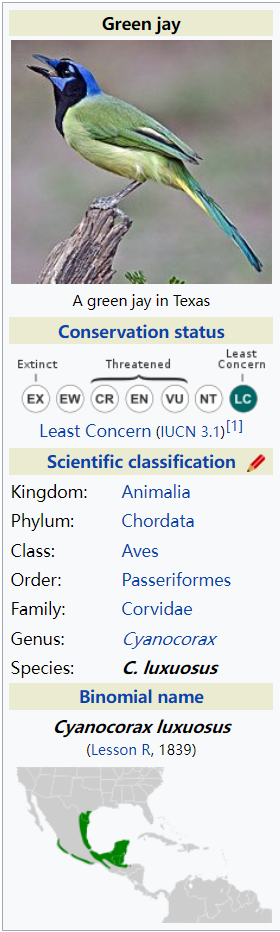 Green jay
A green jay in Texas
Conservation status
Extinct
Threatened
Least
Concern
EX EW CR EN VU NT LC
Least Concern (IUCN 3.1)[1]
Scientific classification
Kingdom: Animalia
Phylum: Chordata
Class: Aves
Order: Passeriformes
Family: Corvidae
Genus: Cyanocorax
Species: C. luxuosus
Binomial name
Cyanocorax luxuosus
(Lesson R, 1839)